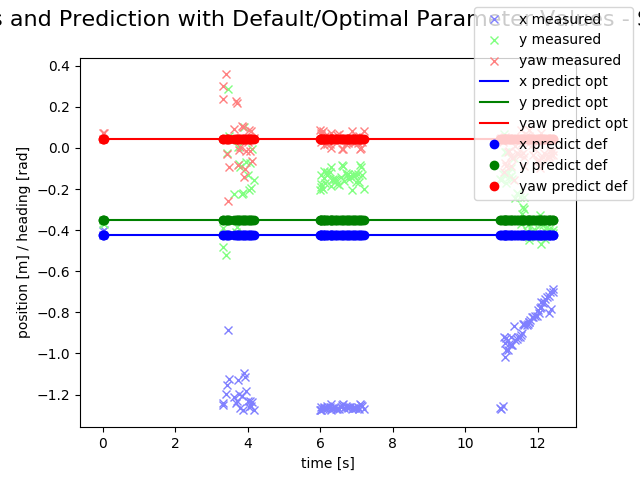 and Prediction with Default/Optimal Parameter Values -
x measured
y measured
yaw measured
x predict opt
y predict opt
yaw predict opt
x predict def
y predict def
yaw predict def
0.4
0.2
0.0
−0.2
−0.4
−0.6
−0.8
−1.0
−1.2
position [m] / heading [rad]
0 2 4 6 8 10 12
time [s]